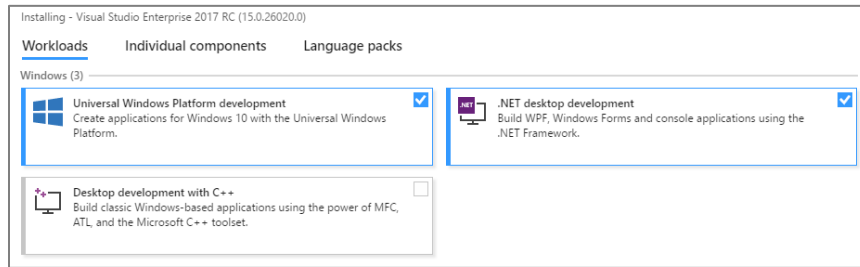 Installing - Visual Studio Enterprise 2017 RC (15.0.26020.0)
Workloads Individual components Language packs
Windows (3)
Universal Windows Platform development
Create applications for Windows 10 with the Universal Windows
Platform.
.NET
.NET desktop development
Build WPF, Windows Forms and console applications using the
.NET Framework.
Desktop development with C++
Build classic Windows-based applications using the power of MFC,
ATL, and the Microsoft C++ toolset.